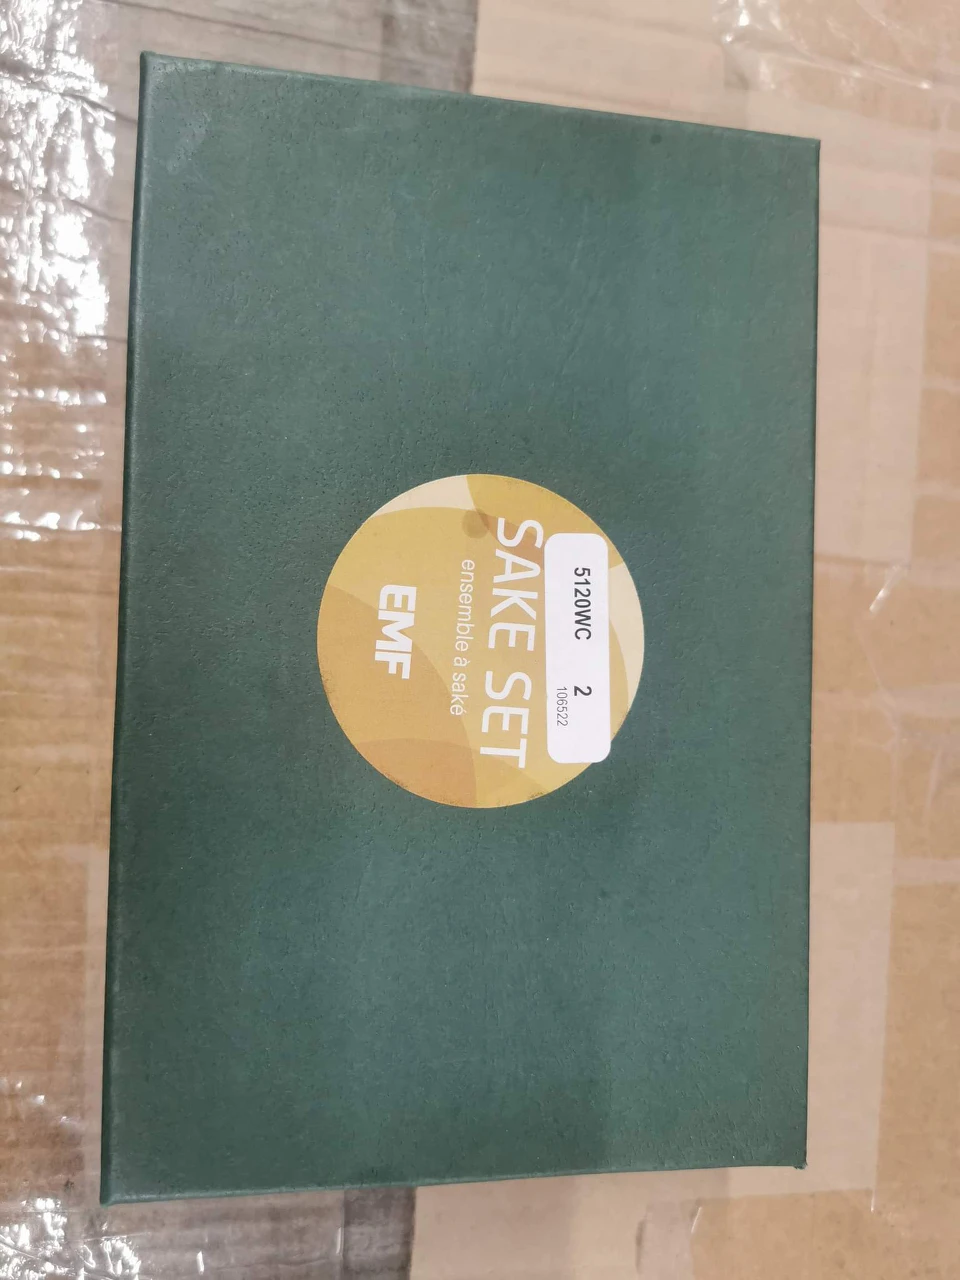 5120WC 2
106522
SAKE SET
ensemble à saké
EMF